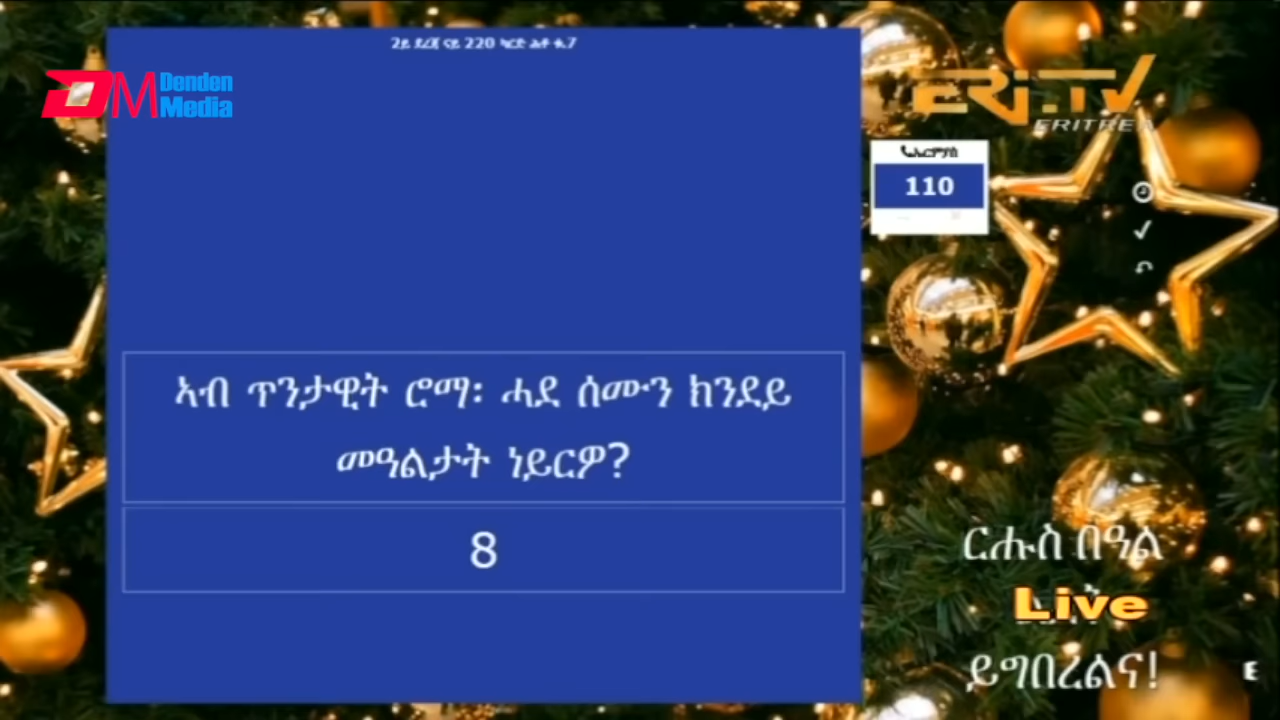 Denden
Media
ERi.TV
ERITREA
110
ኣብ ጥንታዊት ሮማ፡ ሓደ ሰሙን ክንደይ
መዓልታት ነይርዎ?
8
ርሑስ በዓል
Live
ይግበረልና!
E